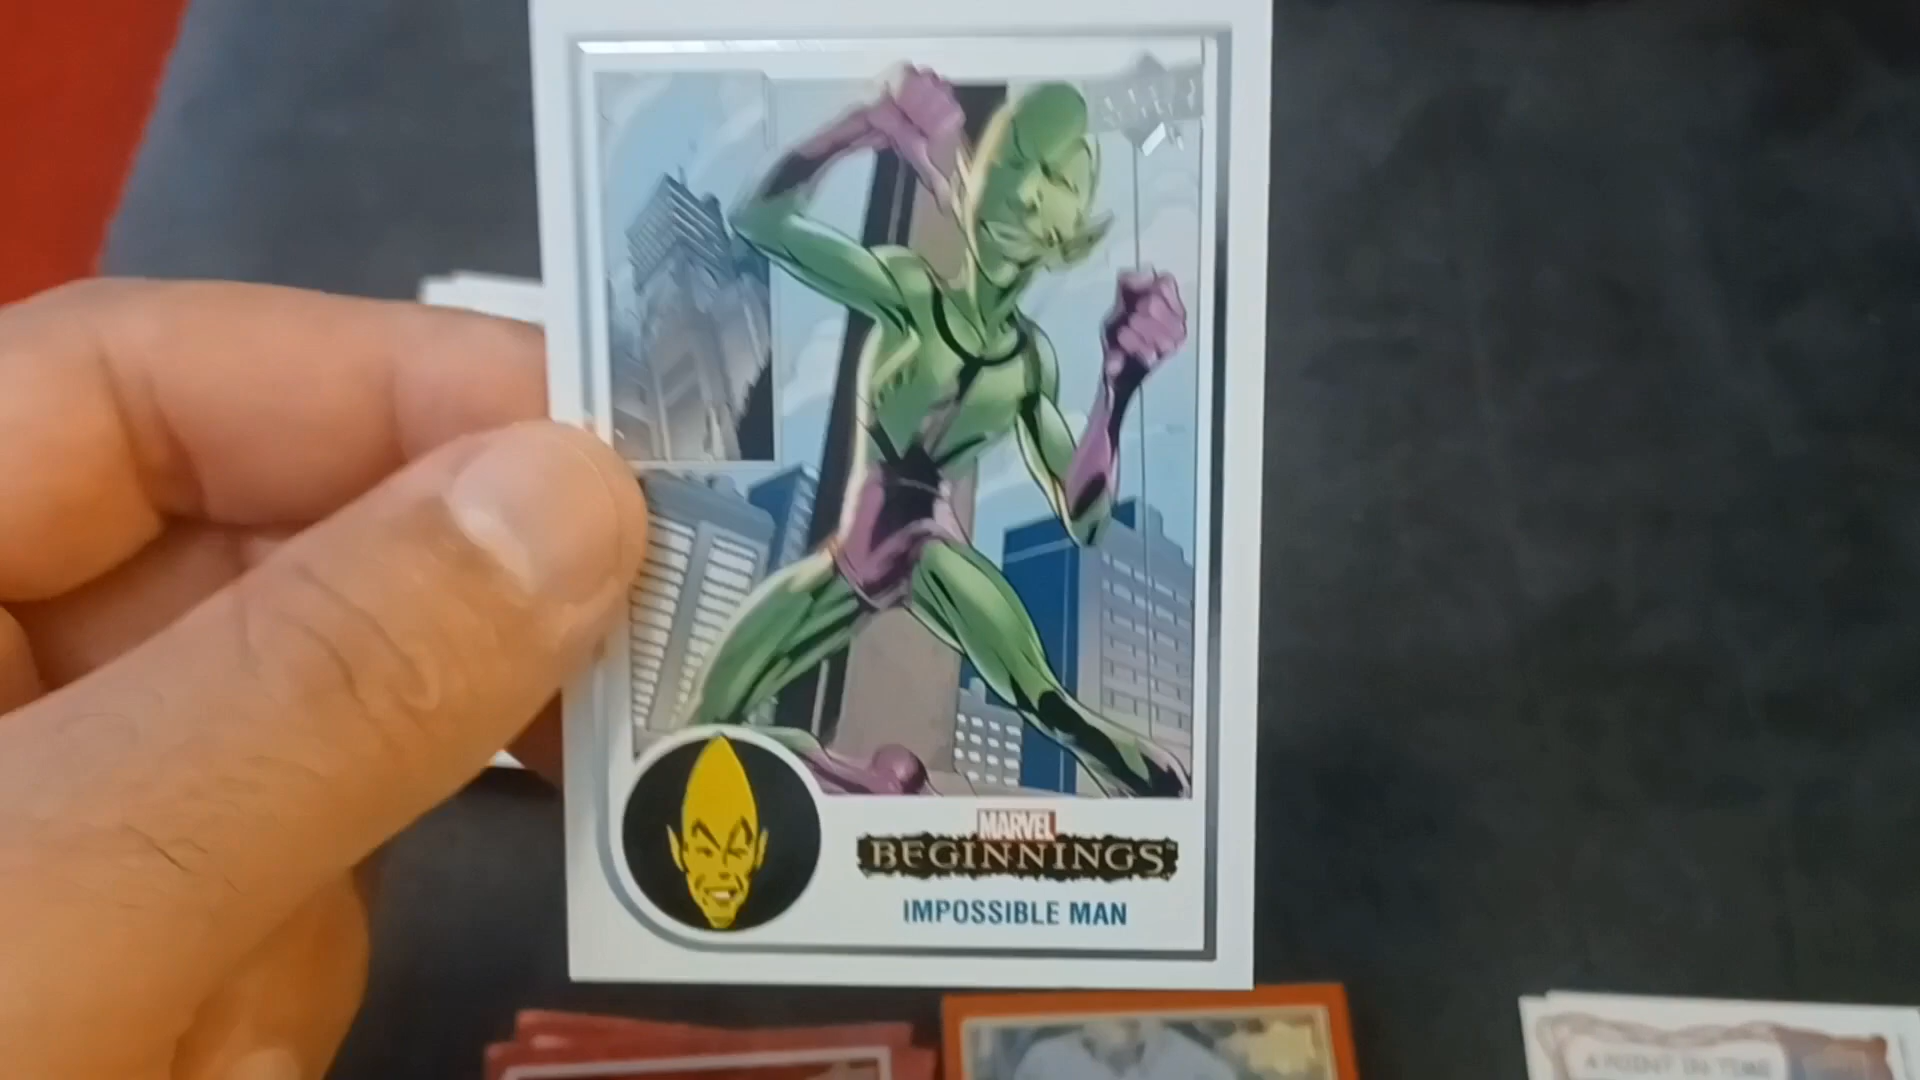 MARVEL
BEGINNINGS
IMPOSSIBLE MAN
A POINT IN TIME